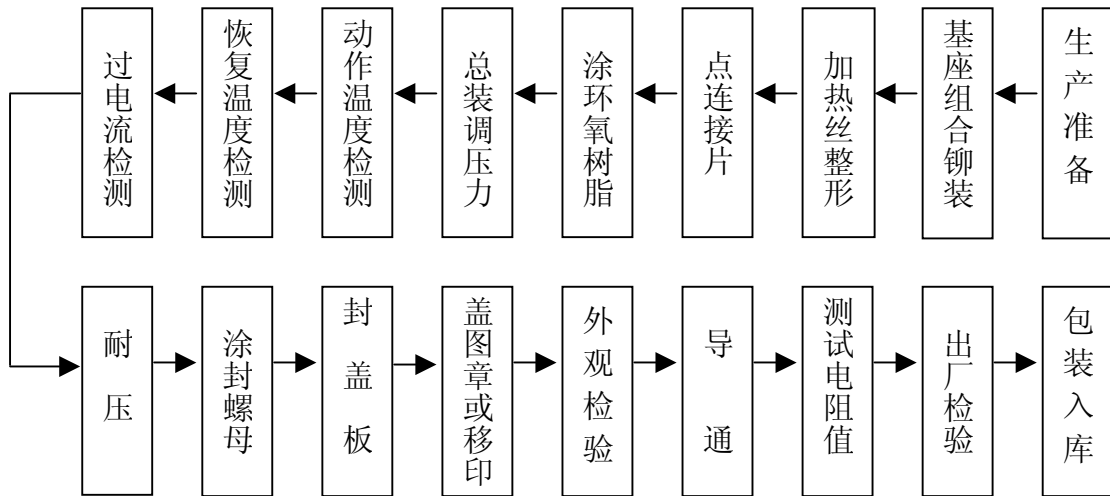 生产准备
基座组合铆装
加热丝整形
点连接片
涂环氧树脂
总装调压力
动作温度检测
恢复温度检测
过电流检测
耐压
涂封螺母
封盖板
盖图章或移印
外观检验
导通
测试电阻值
出厂检验
包装入库